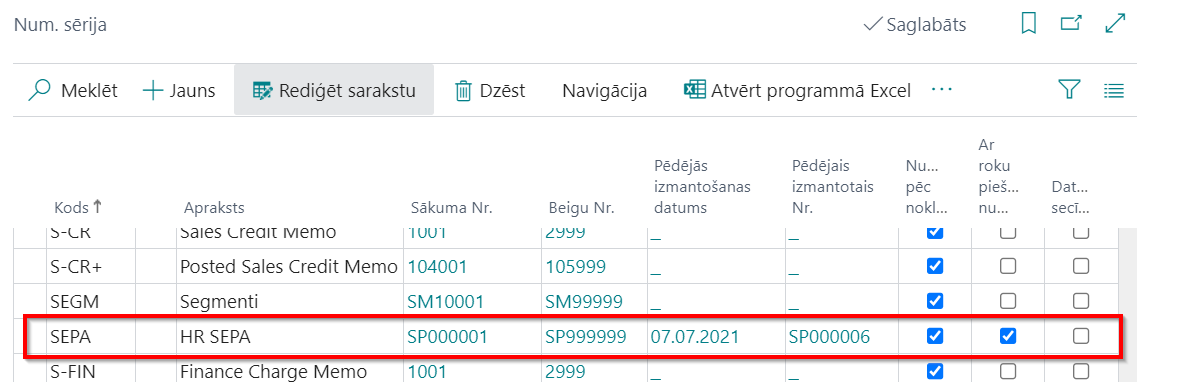 Num. sērija
Saglabāts
Meklēt Jauns Rediģēt sarakstu Dzēst Navigācija Atvērt programmā Excel ...
Kods Apraksts Sākuma Nr. Beigu Nr. Pēdējās izmantošanas datums Pēdējais izmantotais Nr. Nu... pēc nokl... Ar roku pieš... nu... Dat... secī...
S-CR Sales Credit Memo 1001 2999 _ _
S-CR+ Posted Sales Credit Memo 104001 105999 _ _
SEGM Segmenti SM10001 SM99999 _ _
SEPA HR SEPA SP000001 SP999999 07.07.2021 SP000006
S-FIN Finance Charge Memo 1001 2999 _ _